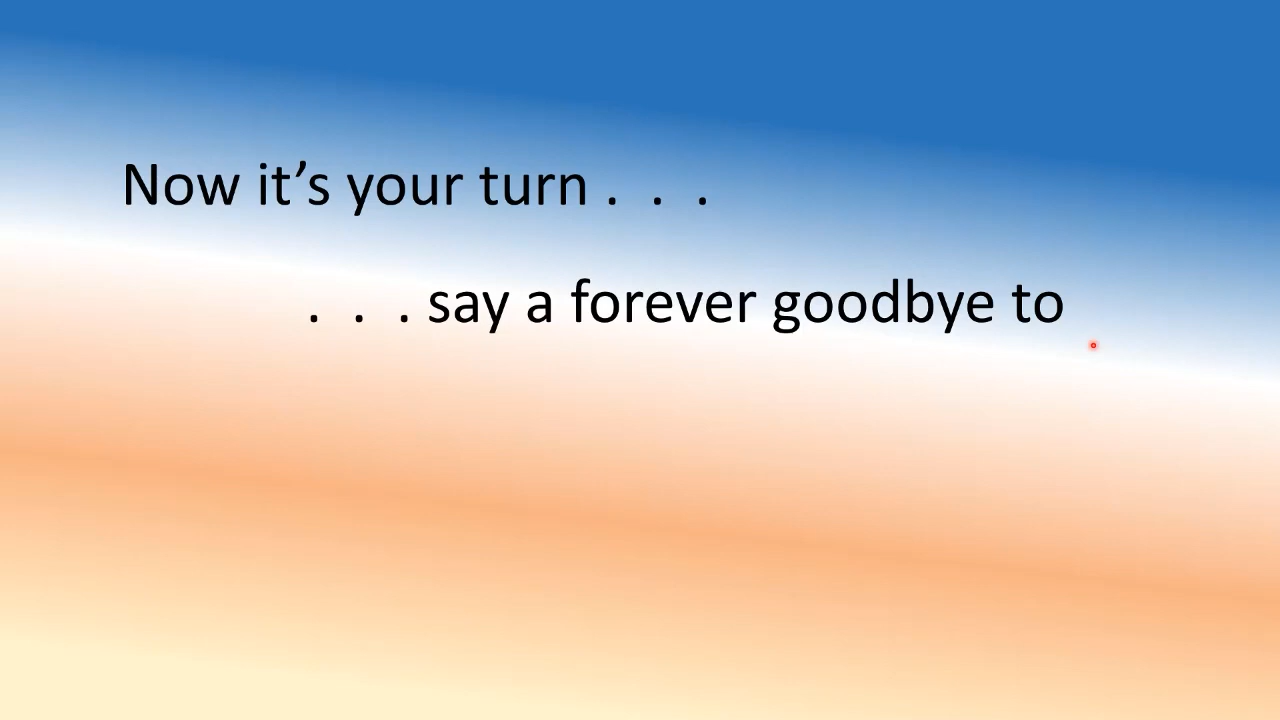 Now it’s your turn . . .
. . . say a forever goodbye to